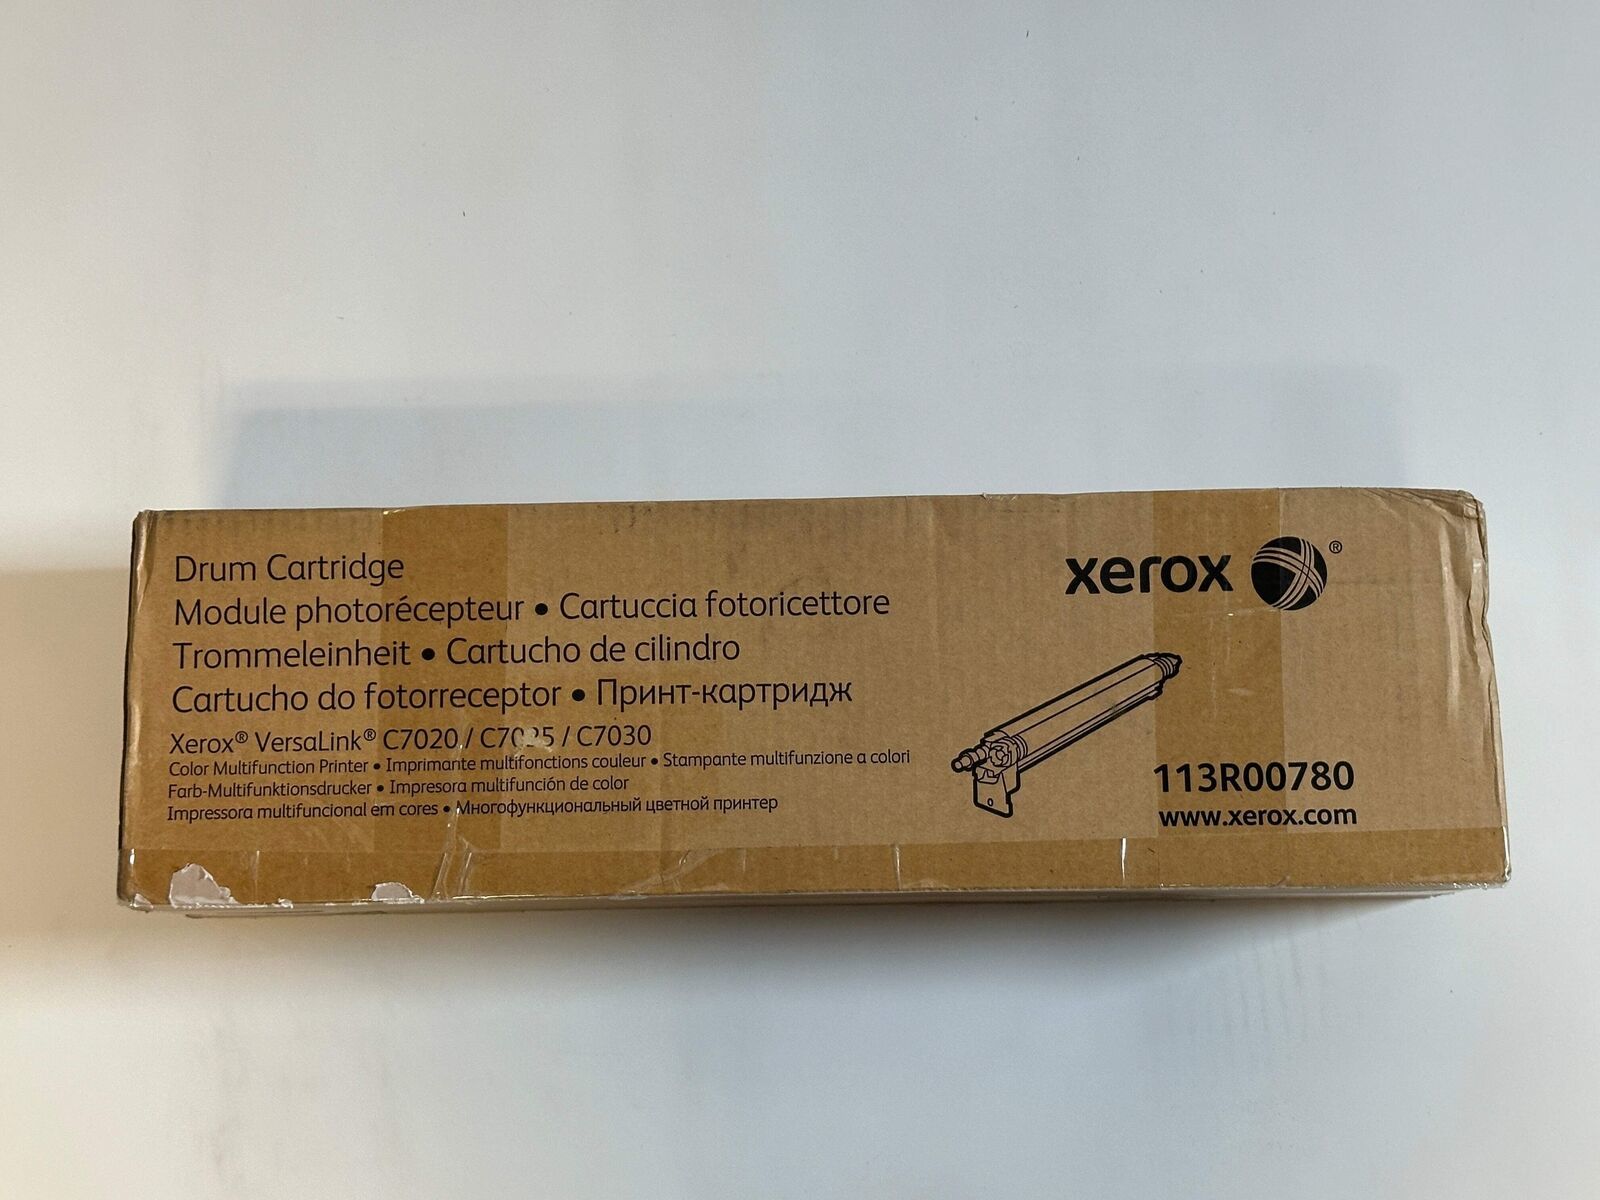 Drum Cartridge
Module photorécepteur • Cartuccia fotoricettore
Trommeleinheit • Cartucho de cilindro
Cartucho do fotorreceptor • Принт-картридж
Xerox® VersaLink® C7020 / C7025 / C7030
Color Multifunction Printer • Imprimante multifonctions couleur • Stampante multifunzione a colori
Farb-Multifunktionsdrucker • Impresora multifunción de color
Impressora multifuncional em cores • Многофункциональный цветной принтер
xerox ®
113R00780
www.xerox.com